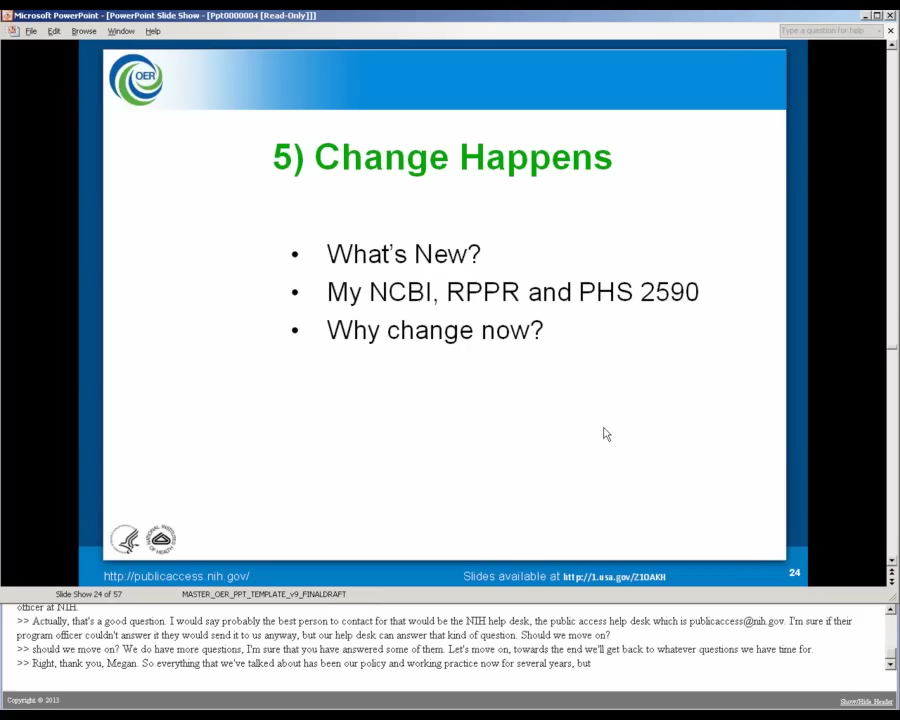 Microsoft PowerPoint - [PowerPoint Slide Show - [Ppt0000004 [Read-Only]]]
File Edit Browse Window Help
Type a question for help
OER
5) Change Happens
• What's New?
• My NCBI, RPPR and PHS 2590
• Why change now?
NATIONAL INSTITUTES OF HEALTH
http://publicaccess.nih.gov/
Slides available at http://1.usa.gov/Z1OAKH
24
Slide Show 24 of 57
MASTER_OER_PPT_TEMPLATE_v9_FINALDRAFT
officer at NIH.
>> Actually, that's a good question. I would say probably the best person to contact for that would be the NIH help desk, the public access help desk which is publicaccess@nih.gov. I'm sure if their
program officer couldn't answer it they would send it to us anyway, but our help desk can answer that kind of question. Should we move on?
>> should we move on? We do have more questions, I'm sure that you have answered some of them. Let's move on, towards the end we'll get back to whatever questions we have time for.
>> Right, thank you, Megan. So everything that we've talked about has been our policy and working practice now for several years, but
Copyright © 2013
Show/Hide Header